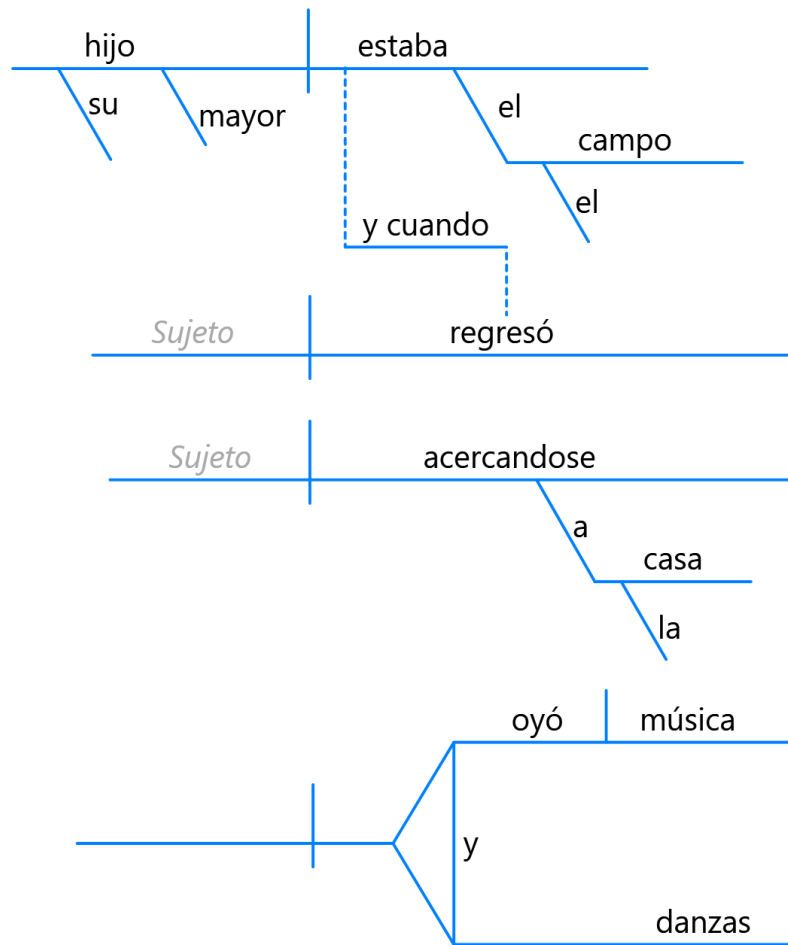 hijo estaba
su mayor el
campo
el
y cuando
Sujeto regresó
Sujeto acercandose
a
casa
la
oyó música
y
danzas